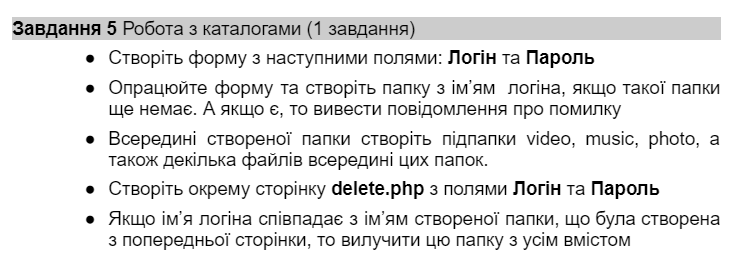 Завдання 5 Робота з каталогами (1 завдання)
● Створіть форму з наступними полями: Логін та Пароль
● Опрацюйте форму та створіть папку з ім’ям логіна, якщо такої папки
ще немає. А якщо є, то вивести повідомлення про помилку
● Всередині створеної папки створіть підпапки video, music, photo, а
також декілька файлів всередині цих папок.
● Створіть окрему сторінку delete.php з полями Логін та Пароль
● Якщо ім’я логіна співпадає з ім’ям створеної папки, що була створена
з попередньої сторінки, то вилучити цю папку з усім вмістом